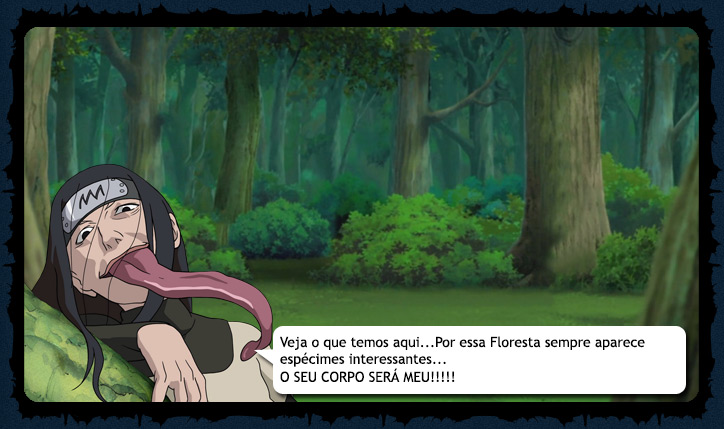 Veja o que temos aqui...Por essa Floresta sempre aparece
espécimes interessantes...
O SEU CORPO SERÁ MEU!!!!!